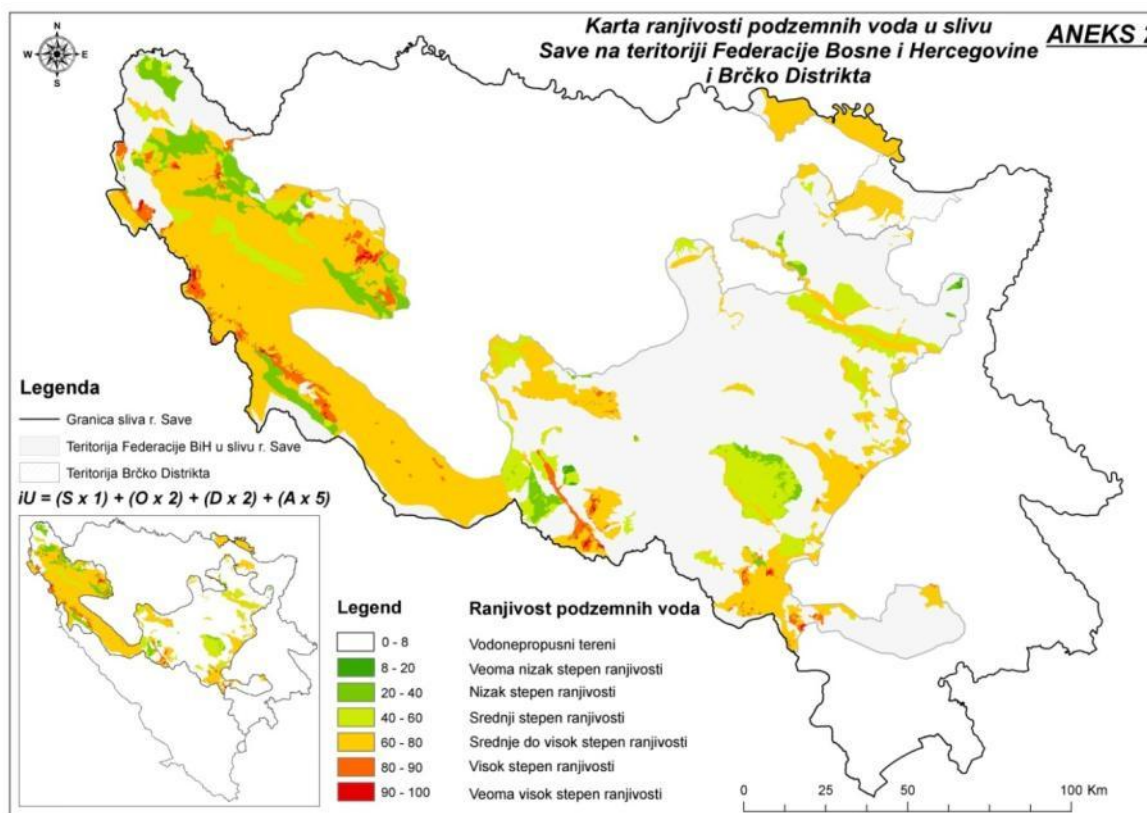 Karta ranjivosti podzemnih voda u slivu
Save na teritoriji Federacije Bosne i Hercegovine
i Brčko Distrikta
ANEKS
N
W E
S
Legenda
Granica sliva r. Save
Teritorija Federacije BiH u slivu r. Save
Teritorija Brčko Distrikta
iU = (S x 1) + (O x 2) + (D x 2) + (A x 5)
Legend Ranjivost podzemnih voda
0 - 8 Vodonepropusni tereni
8 - 20 Veoma nizak stepen ranjivosti
20 - 40 Nizak stepen ranjivosti
40 - 60 Srednji stepen ranjivosti
60 - 80 Srednje do visok stepen ranjivosti
80 - 90 Visok stepen ranjivosti
90 - 100 Veoma visok stepen ranjivosti
0 25 50 100 Km